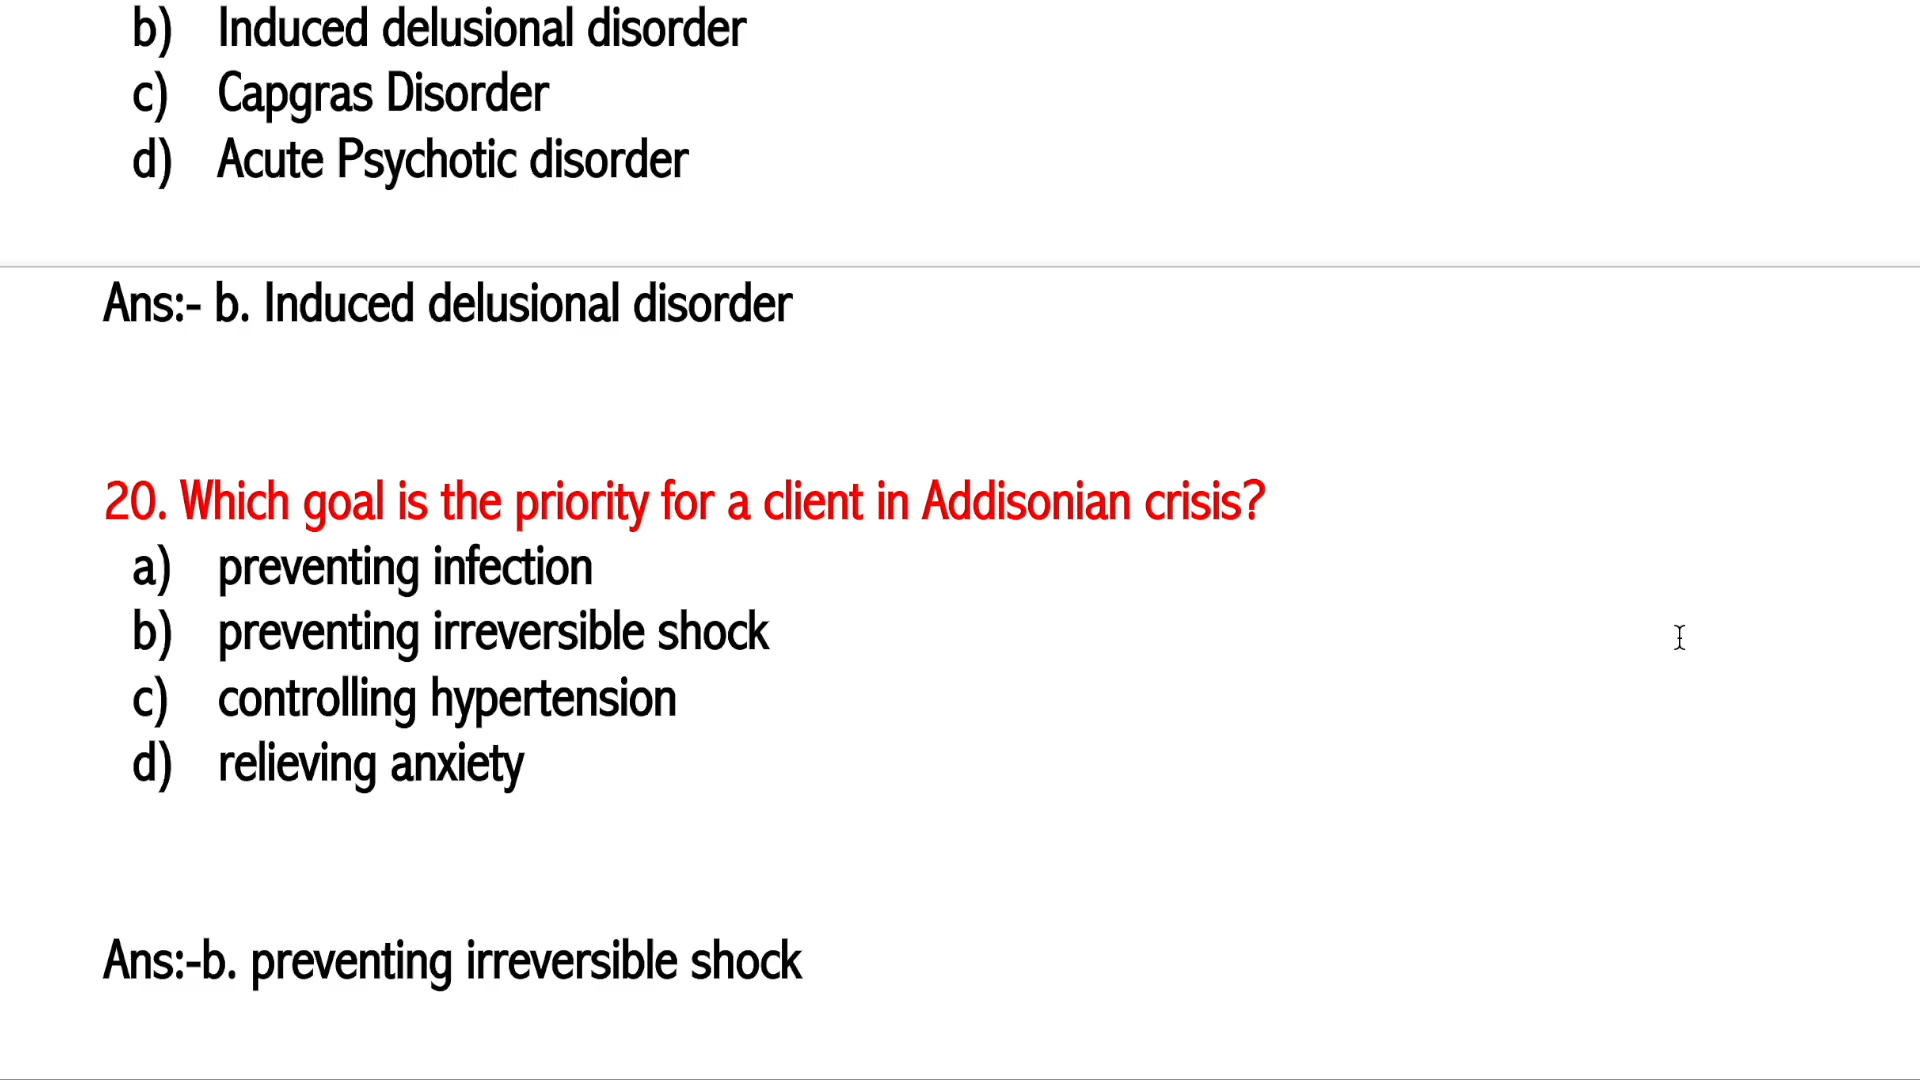 b) Induced delusional disorder
c) Capgras Disorder
d) Acute Psychotic disorder
Ans:- b. Induced delusional disorder
20. Which goal is the priority for a client in Addisonian crisis?
a) preventing infection
b) preventing irreversible shock
c) controlling hypertension
d) relieving anxiety
Ans:-b. preventing irreversible shock